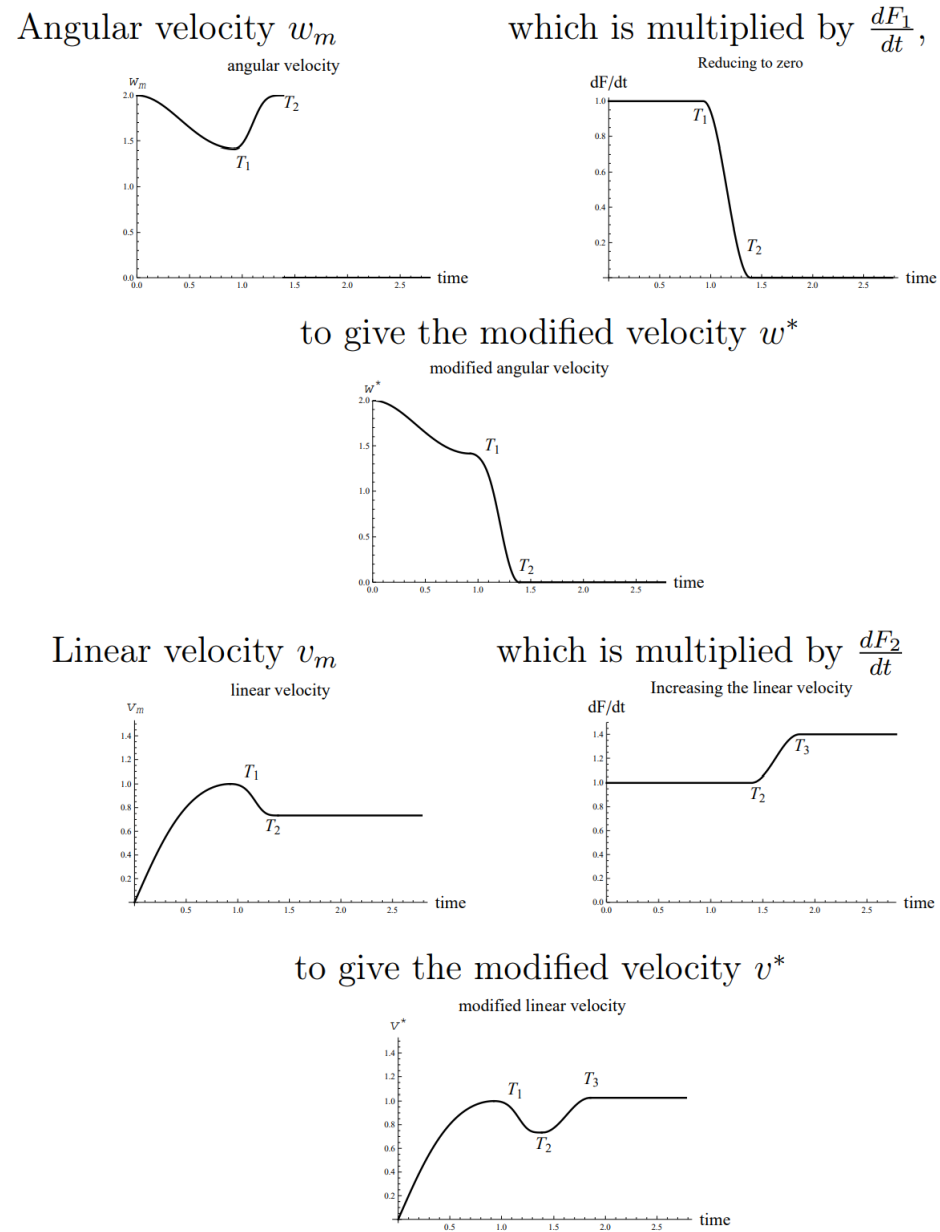 Angular velocity w_m which is multiplied by dF_1/dt,
angular velocity
w_m
2.0
1.5
1.0
0.5
0.0
0.0 0.5 1.0 1.5 2.0 2.5
time
T_1
T_2
Reducing to zero
dF/dt
1.0
0.8
0.6
0.4
0.2
0.5 1.0 1.5 2.0 2.5
time
T_1
T_2
to give the modified velocity w*
modified angular velocity
w*
2.0
1.5
1.0
0.5
0.0
0.0 0.5 1.0 1.5 2.0 2.5
time
T_1
T_2
Linear velocity v_m which is multiplied by dF_2/dt
linear velocity
v_m
1.4
1.2
1.0
0.8
0.6
0.4
0.2
0.5 1.0 1.5 2.0 2.5
time
T_1
T_2
Increasing the linear velocity
dF/dt
1.4
1.2
1.0
0.8
0.6
0.4
0.2
0.0
0.0 0.5 1.0 1.5 2.0 2.5
time
T_2
T_3
to give the modified velocity v*
modified linear velocity
v*
1.4
1.2
1.0
0.8
0.6
0.4
0.2
0.5 1.0 1.5 2.0 2.5
time
T_1
T_2
T_3